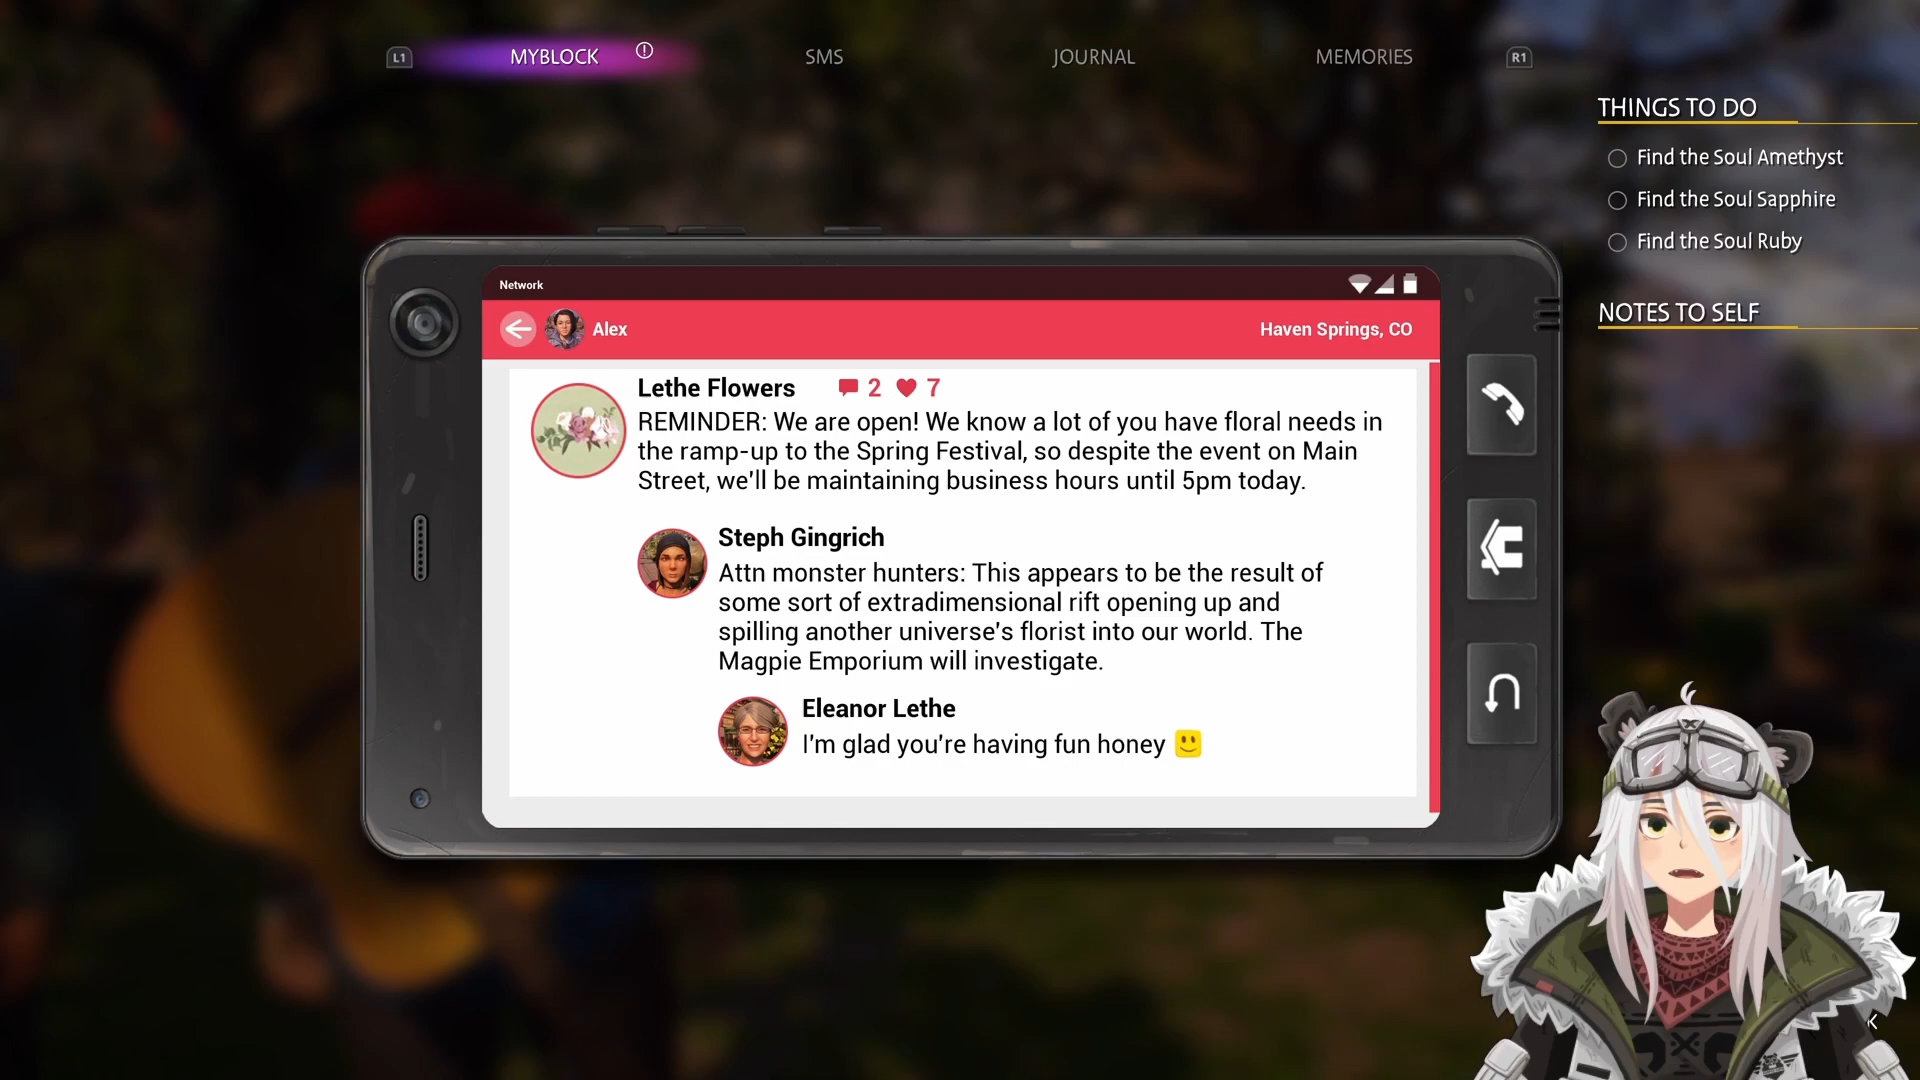 L1
MYBLOCK
SMS
JOURNAL
MEMORIES
R1
THINGS TO DO
Find the Soul Amethyst
Find the Soul Sapphire
Find the Soul Ruby
NOTES TO SELF
Network
Alex
Haven Springs, CO
Lethe Flowers 2 7
REMINDER: We are open! We know a lot of you have floral needs in
the ramp-up to the Spring Festival, so despite the event on Main
Street, we'll be maintaining business hours until 5pm today.
Steph Gingrich
Attn monster hunters: This appears to be the result of
some sort of extradimensional rift opening up and
spilling another universe's florist into our world. The
Magpie Emporium will investigate.
Eleanor Lethe
I'm glad you're having fun honey